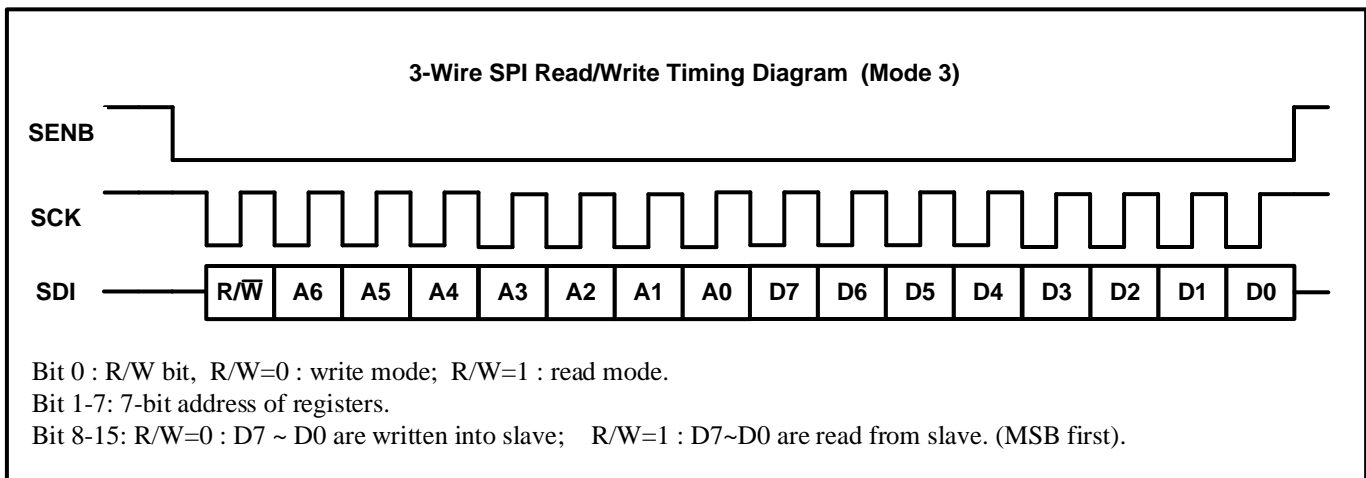 3-Wire SPI Read/Write Timing Diagram (Mode 3)
SENB
SCK
SDI R/W̅ A6 A5 A4 A3 A2 A1 A0 D7 D6 D5 D4 D3 D2 D1 D0
Bit 0 : R/W bit, R/W=0 : write mode; R/W=1 : read mode.
Bit 1-7: 7-bit address of registers.
Bit 8-15: R/W=0 : D7 ~ D0 are written into slave; R/W=1 : D7~D0 are read from slave. (MSB first).